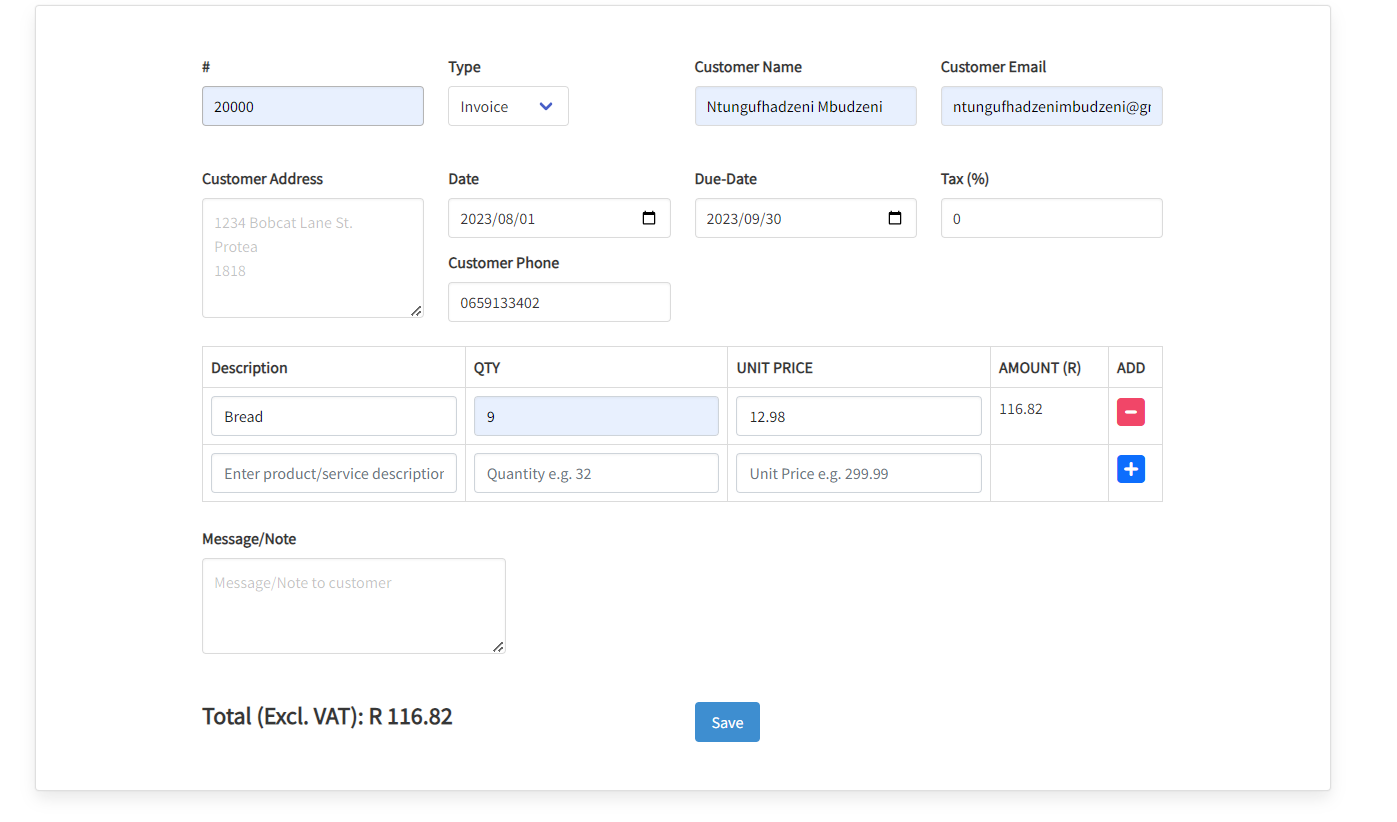 # Type Customer Name Customer Email
20000 Invoice Ntungufhadzeni Mbudzeni ntungufhadzenimbudzeni@gr
Customer Address Date Due-Date Tax (%)
1234 Bobcat Lane St. 2023/08/01 2023/09/30 0
Protea
1818
Customer Phone
0659133402
Description QTY UNIT PRICE AMOUNT (R) ADD
Bread 9 12.98 116.82
Enter product/service description Quantity e.g. 32 Unit Price e.g. 299.99
Message/Note
Message/Note to customer
Total (Excl. VAT): R 116.82 Save